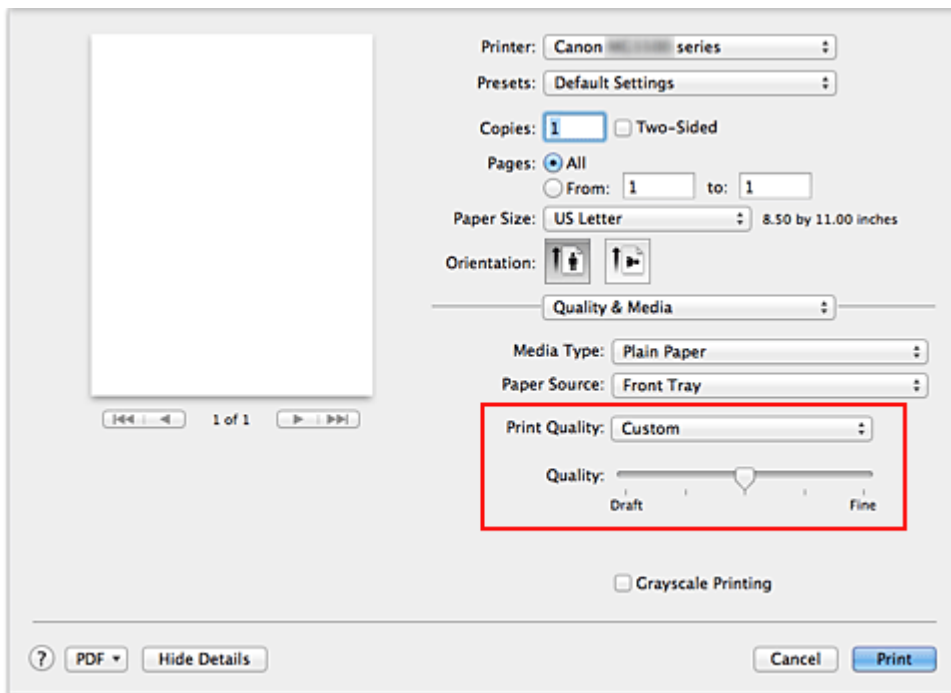 Printer: Canon series
Presets: Default Settings
Copies: 1 Two-Sided
Pages: All
From: 1 to: 1
Paper Size: US Letter 8.50 by 11.00 inches
Orientation:
Quality & Media
Media Type: Plain Paper
Paper Source: Front Tray
1 of 1
Print Quality: Custom
Quality:
Draft Fine
Grayscale Printing
? PDF Hide Details Cancel Print